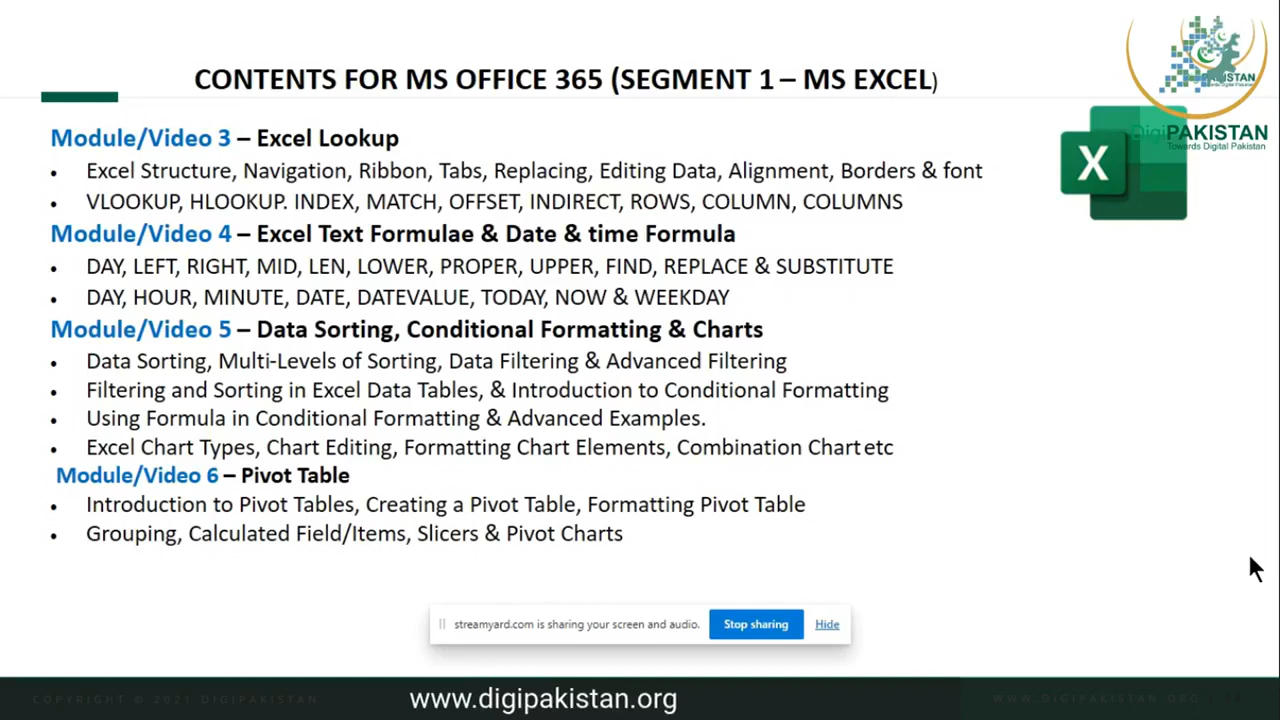 CONTENTS FOR MS OFFICE 365 (SEGMENT 1 – MS EXCEL)
PAKISTAN
DigiPAKISTAN
Towards Digital Pakistan
X
Module/Video 3 – Excel Lookup
• Excel Structure, Navigation, Ribbon, Tabs, Replacing, Editing Data, Alignment, Borders & font
• VLOOKUP, HLOOKUP. INDEX, MATCH, OFFSET, INDIRECT, ROWS, COLUMN, COLUMNS
Module/Video 4 – Excel Text Formulae & Date & time Formula
• DAY, LEFT, RIGHT, MID, LEN, LOWER, PROPER, UPPER, FIND, REPLACE & SUBSTITUTE
• DAY, HOUR, MINUTE, DATE, DATEVALUE, TODAY, NOW & WEEKDAY
Module/Video 5 – Data Sorting, Conditional Formatting & Charts
• Data Sorting, Multi-Levels of Sorting, Data Filtering & Advanced Filtering
• Filtering and Sorting in Excel Data Tables, & Introduction to Conditional Formatting
• Using Formula in Conditional Formatting & Advanced Examples.
• Excel Chart Types, Chart Editing, Formatting Chart Elements, Combination Chart etc
Module/Video 6 – Pivot Table
• Introduction to Pivot Tables, Creating a Pivot Table, Formatting Pivot Table
• Grouping, Calculated Field/Items, Slicers & Pivot Charts
streamyard.com is sharing your screen and audio. Stop sharing Hide
COPYRIGHT © 2021 DIGIPAKISTAN
www.digipakistan.org
WWW.DIGIPAKISTAN.ORG